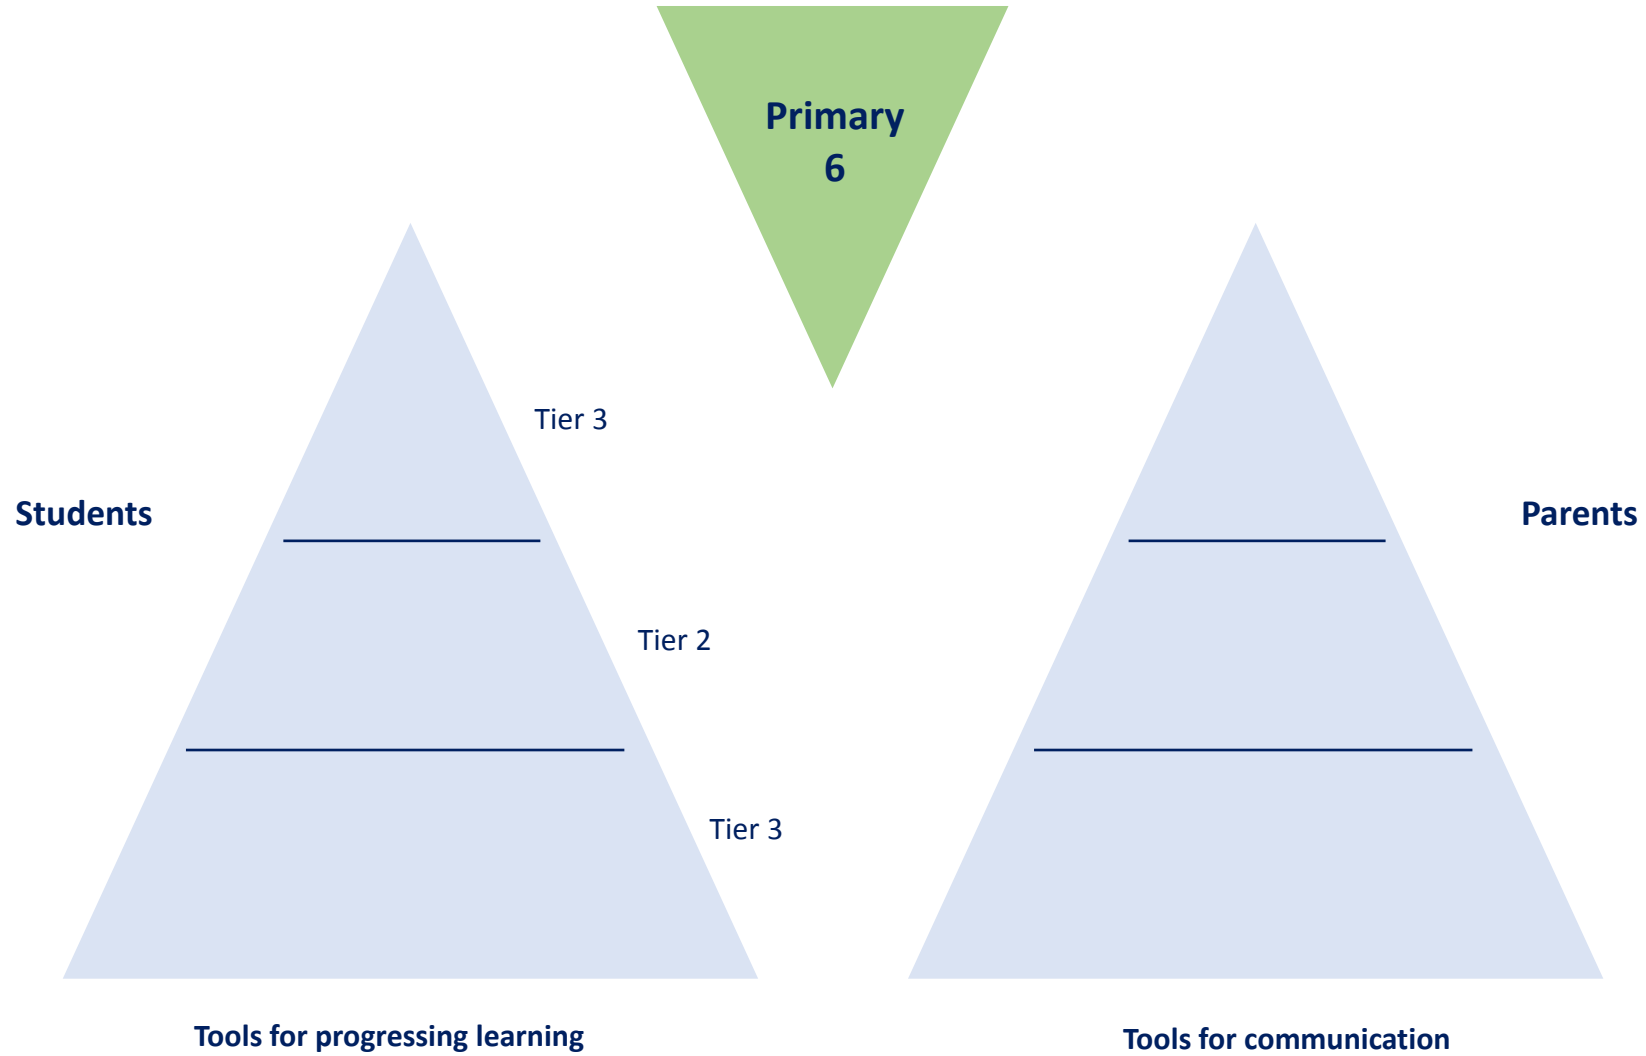 Primary
6
Tier 3
Students
Parents
Tier 2
Tier 3
Tools for progressing learning
Tools for communication